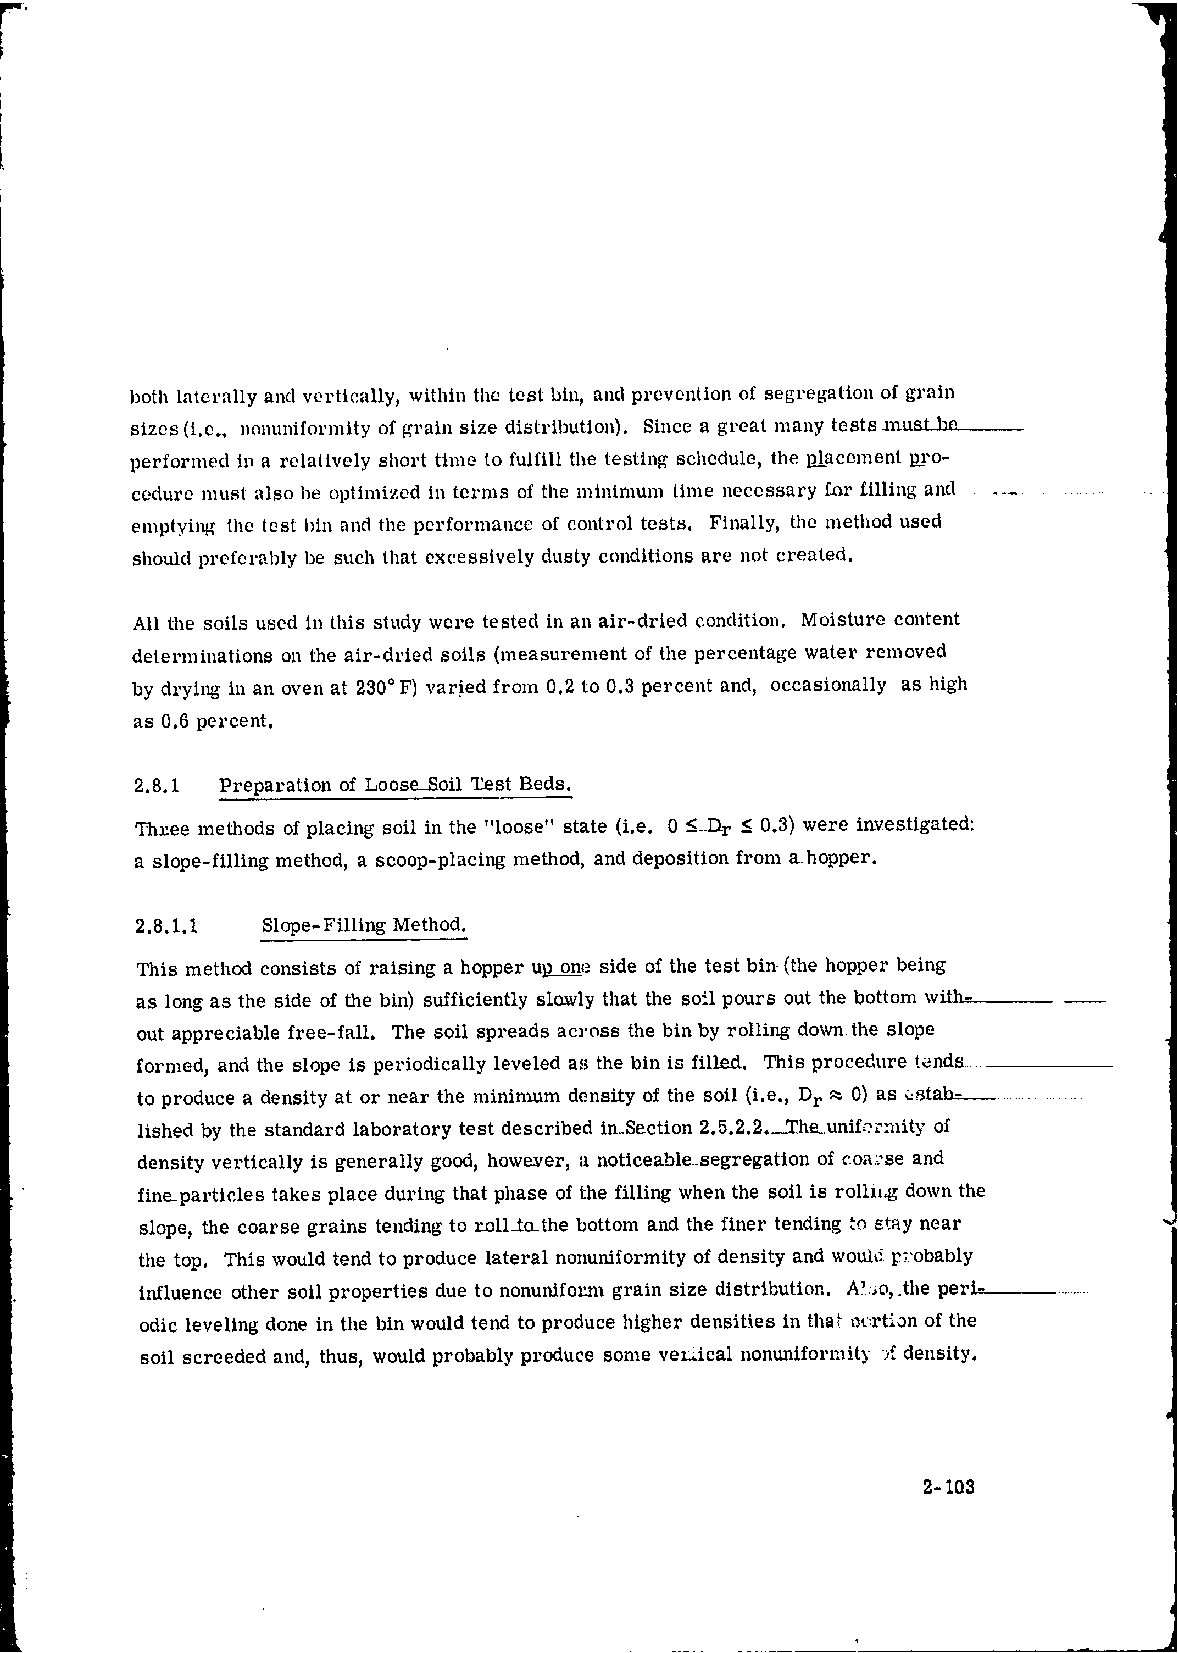 both laterally and vertically, within the test bin, and prevention of segregation of grain
sizes (i.e., nonuniformity of grain size distribution). Since a great many tests must be
performed in a relatively short time to fulfill the testing schedule, the placement pro-
cedure must also be optimized in terms of the minimum time necessary for filling and
emptying the test bin and the performance of control tests. Finally, the method used
should preferably be such that excessively dusty conditions are not created.
All the soils used in this study were tested in an air-dried condition. Moisture content
determinations on the air-dried soils (measurement of the percentage water removed
by drying in an oven at 230° F) varied from 0.2 to 0.3 percent and, occasionally as high
as 0.6 percent.
2.8.1 Preparation of Loose Soil Test Beds.
Three methods of placing soil in the "loose" state (i.e. 0 ≤ Dr ≤ 0.3) were investigated:
a slope-filling method, a scoop-placing method, and deposition from a hopper.
2.8.1.1 Slope-Filling Method.
This method consists of raising a hopper up one side of the test bin (the hopper being
as long as the side of the bin) sufficiently slowly that the soil pours out the bottom with-
out appreciable free-fall. The soil spreads across the bin by rolling down the slope
formed, and the slope is periodically leveled as the bin is filled. This procedure tends
to produce a density at or near the minimum density of the soil (i.e., Dr ≈ 0) as estab-
lished by the standard laboratory test described in Section 2.5.2.2. The uniformity of
density vertically is generally good, however, a noticeable segregation of coarse and
fine particles takes place during that phase of the filling when the soil is rolling down the
slope, the coarse grains tending to roll to the bottom and the finer tending to stay near
the top. This would tend to produce lateral nonuniformity of density and would probably
influence other soil properties due to nonuniform grain size distribution. Also, the peri-
odic leveling done in the bin would tend to produce higher densities in that portion of the
soil screeded and, thus, would probably produce some vertical nonuniformity of density.
2-103